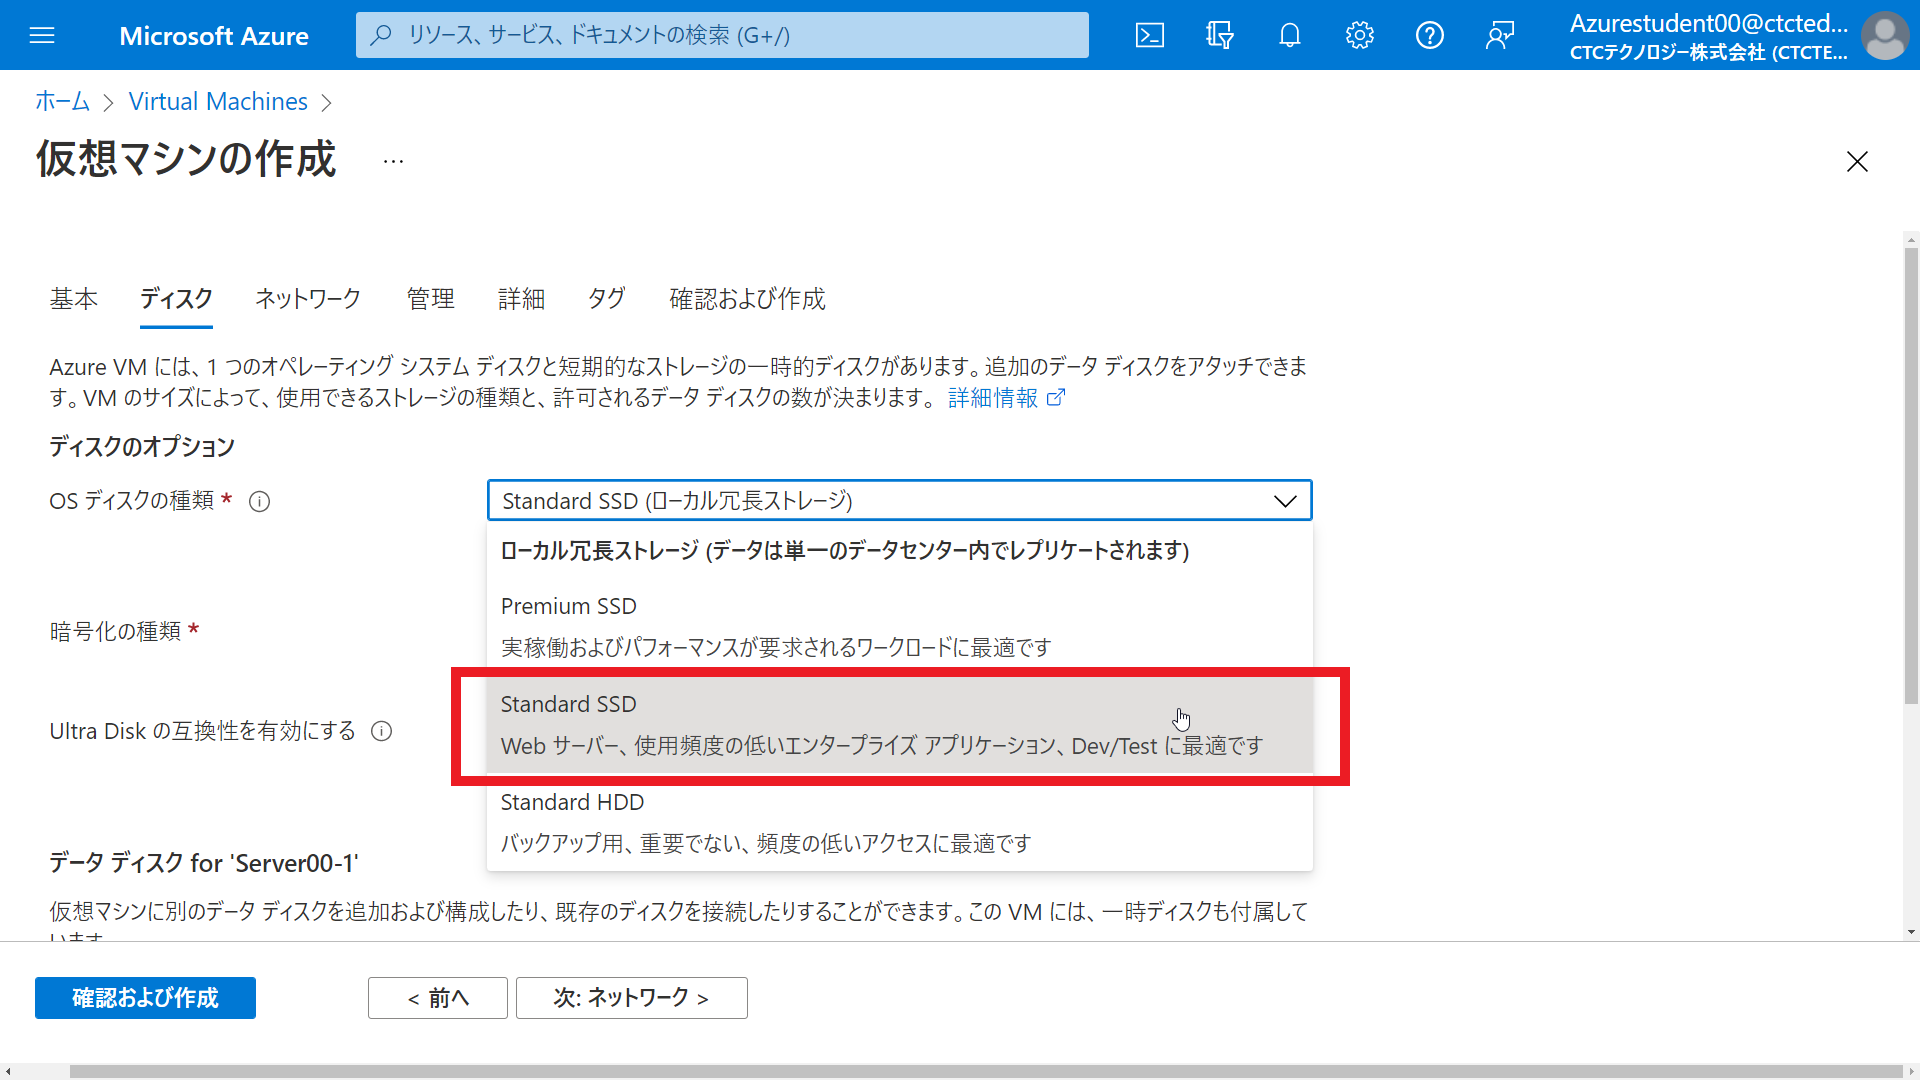 Microsoft Azure
リソース、サービス、ドキュメントの検索 (G+/)
Azurestudent00@ctcted...
CTCテクノロジー株式会社 (CTCTE...
ホーム > Virtual Machines >
仮想マシンの作成 ...
基本 ディスク ネットワーク 管理 詳細 タグ 確認および作成
Azure VM には、1 つのオペレーティング システム ディスクと短期的なストレージの一時的ディスクがあります。追加のデータ ディスクをアタッチできま
す。VM のサイズによって、使用できるストレージの種類と、許可されるデータ ディスクの数が決まります。 詳細情報
ディスクのオプション
OS ディスクの種類 *
Standard SSD (ローカル冗長ストレージ)
ローカル冗長ストレージ (データは単一のデータセンター内でレプリケートされます)
Premium SSD
実稼働およびパフォーマンスが要求されるワークロードに最適です
暗号化の種類 *
Standard SSD
Web サーバー、使用頻度の低いエンタープライズ アプリケーション、Dev/Test に最適です
Ultra Disk の互換性を有効にする
Standard HDD
バックアップ用、重要でない、頻度の低いアクセスに最適です
データ ディスク for 'Server00-1'
仮想マシンに別のデータ ディスクを追加および構成したり、既存のディスクを接続したりすることができます。この VM には、一時ディスクも付属して
います。
確認および作成
< 前へ
次: ネットワーク >